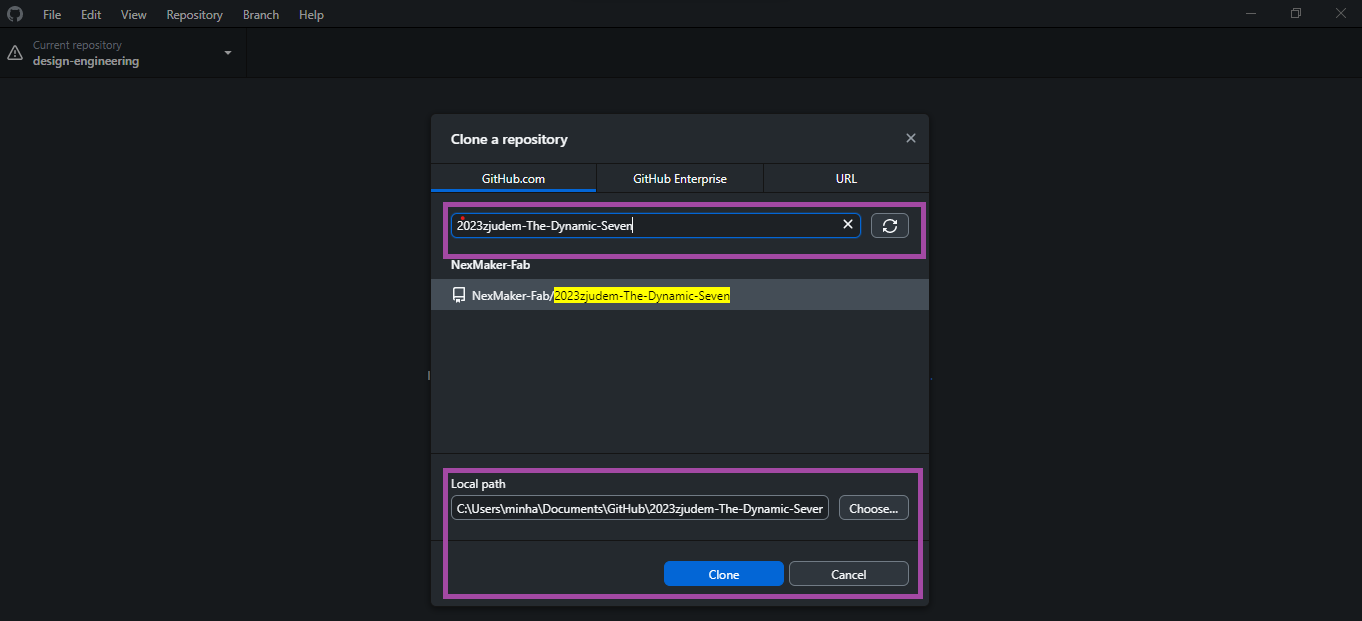 File Edit View Repository Branch Help
Current repository
design-engineering
Clone a repository
GitHub.com GitHub Enterprise URL
2023zjudem-The-Dynamic-Seven
NexMaker-Fab
NexMaker-Fab/2023zjudem-The-Dynamic-Seven
Local path
C:\Users\minha\Documents\GitHub\2023zjudem-The-Dynamic-Sever Choose...
Clone Cancel